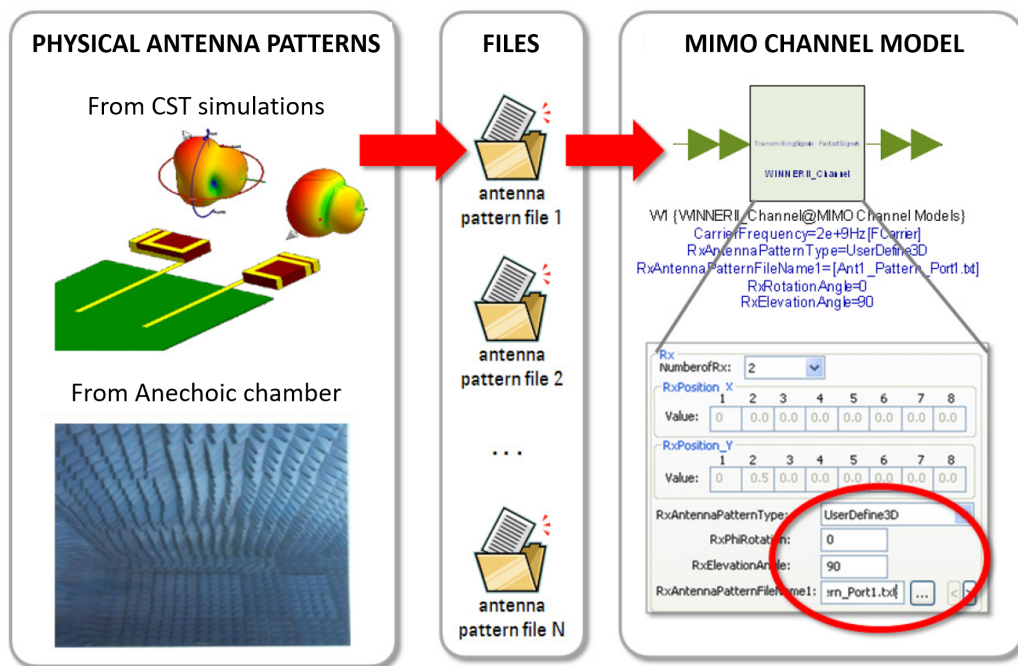 PHYSICAL ANTENNA PATTERNS
From CST simulations
From Anechoic chamber
FILES
antenna
pattern file 1
antenna
pattern file 2
...
antenna
pattern file N
MIMO CHANNEL MODEL
TransmitingSignals FadedSignals
WINNERII_Channel
W1 {WINNERII_Channel@MIMO Channel Models}
CarrierFrequency=2e+9Hz [FCarrier]
RxAntennaPatternType=UserDefine3D
RxAntennaPatternFileName1=[Ant1_Pattern_Port1.txt]
RxRotationAngle=0
RxElevationAngle=90
Rx
NumberofRx: 2
RxPosition_X
1 2 3 4 5 6 7 8
Value: 0 0.0 0.0 0.0 0.0 0.0 0.0 0.0
RxPosition_Y
1 2 3 4 5 6 7 8
Value: 0 0.5 0.0 0.0 0.0 0.0 0.0 0.0
RxAntennaPatternType: UserDefine3D
RxPhiRotation: 0
RxElevationAngle: 90
RxAntennaPatternFileName1: ern_Port1.txt ... < >